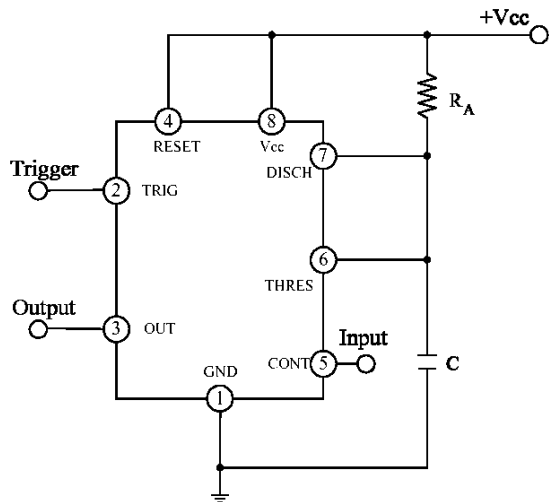 +Vcc
4
8
RESET
Vcc
R_A
7
DISCH
Trigger
2
TRIG
6
THRES
Output
3
OUT
Input
GND
CONT
5
C
1